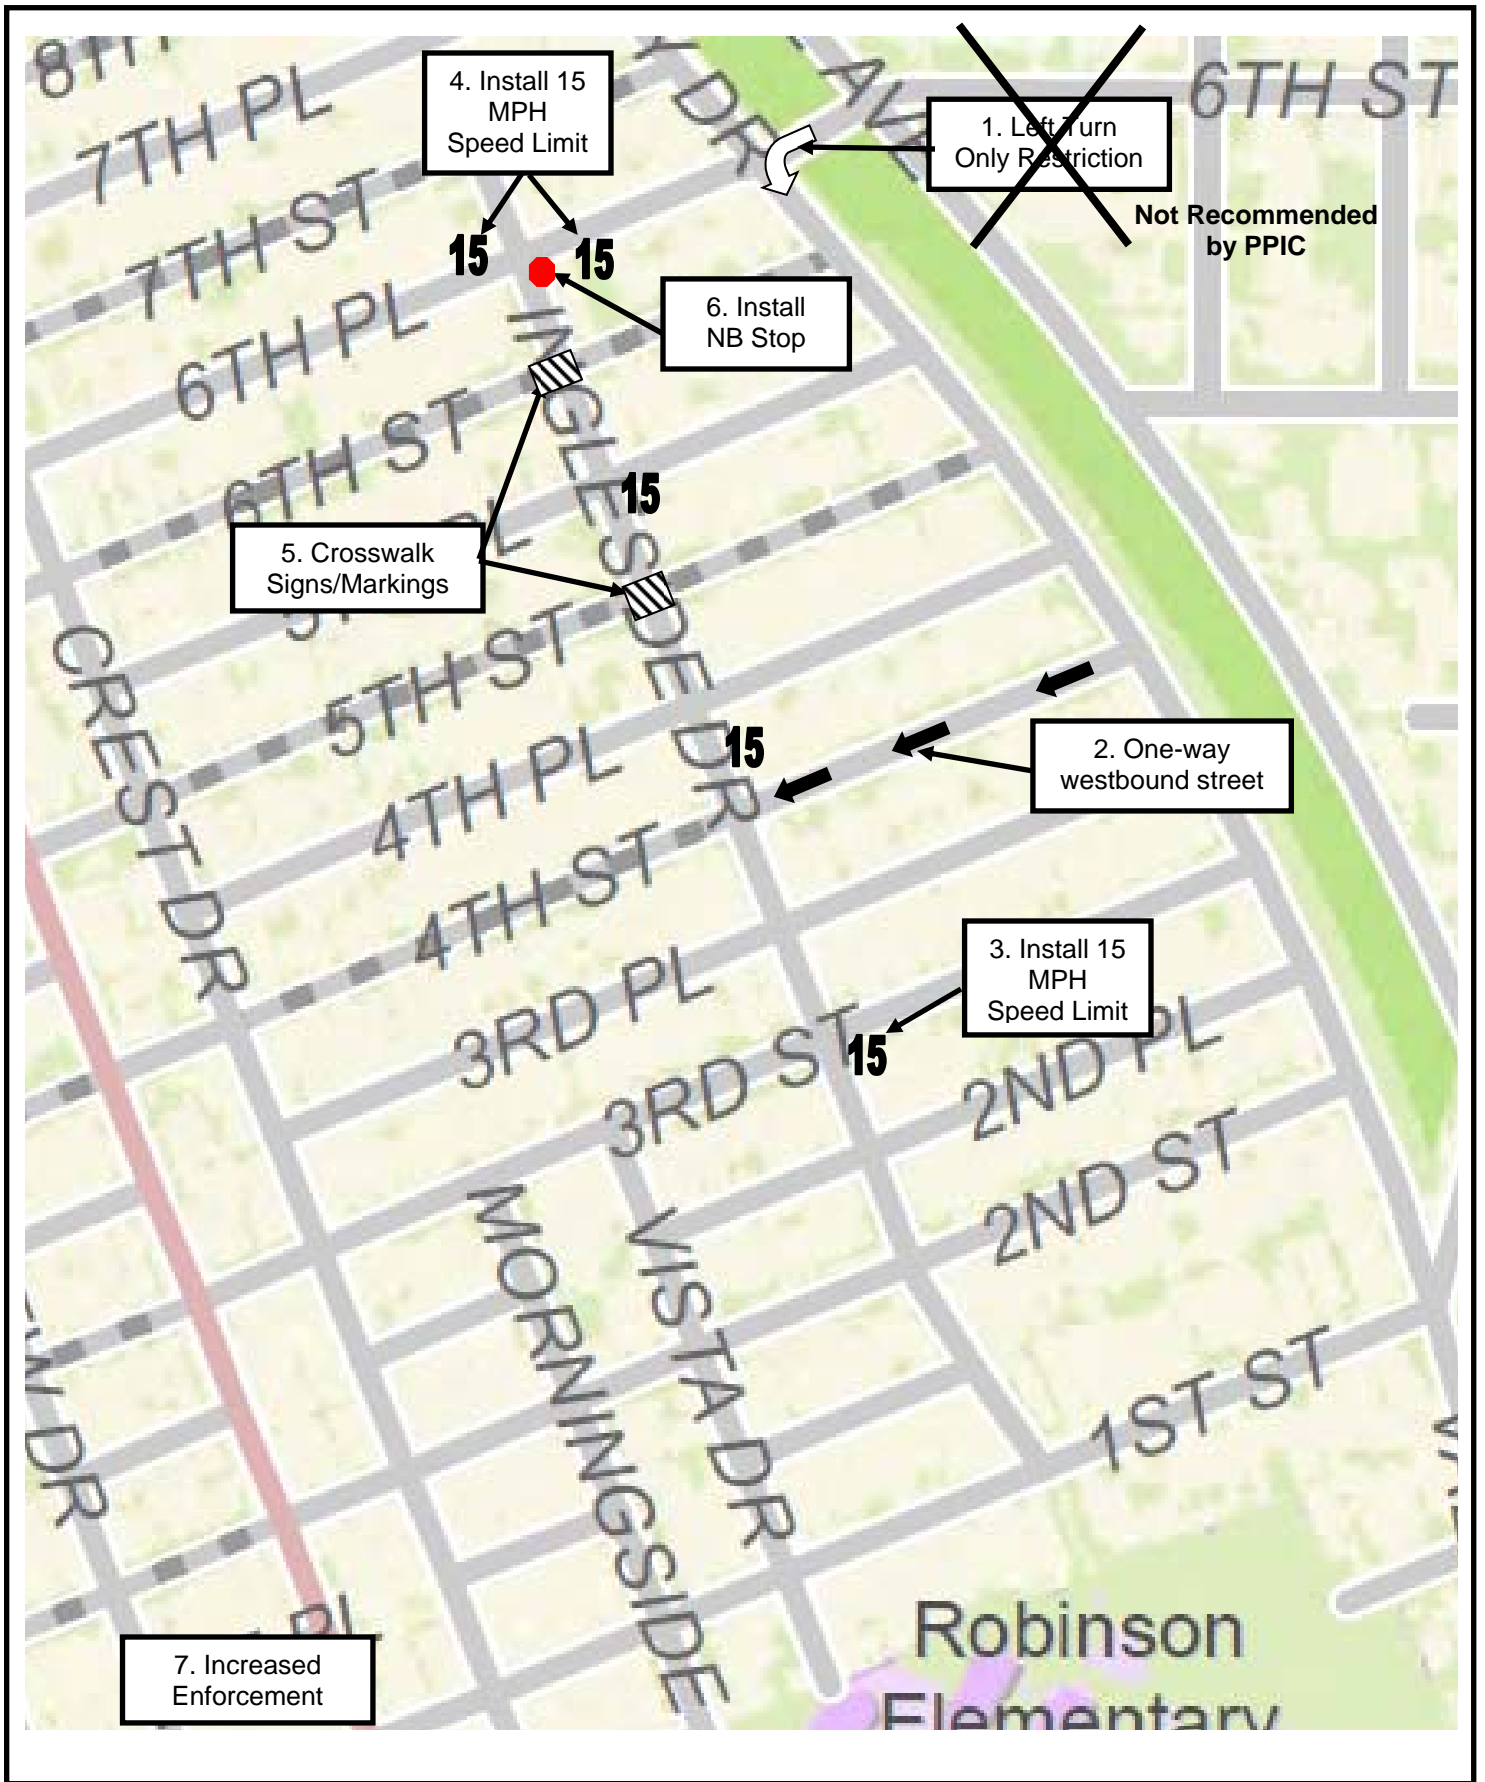 8TH
7TH PL
4. Install 15
MPH
Speed Limit
Y DR
AVE
6TH ST
1. Left Turn
Only Restriction
Not Recommended
by PPIC
7TH ST
15
15
6. Install
NB Stop
6TH PL
INGLESIDE DR
6TH ST
15
5. Crosswalk
Signs/Markings
PL
5TH ST
CREST DR
15
2. One-way
westbound street
4TH PL
4TH ST
3. Install 15
MPH
Speed Limit
3RD PL
15
3RD ST
2ND PL
2ND ST
MORNINGSIDE
VISTA DR
W DR
1ST ST
PL
7. Increased
Enforcement
Robinson
Elementary